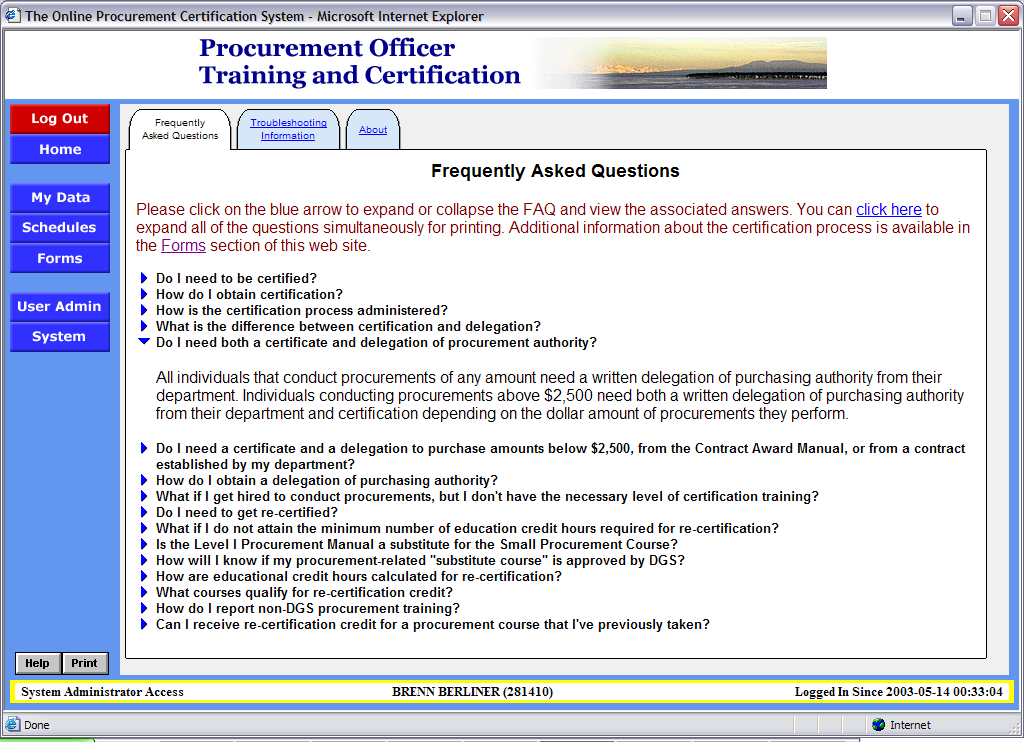 The Online Procurement Certification System - Microsoft Internet Explorer
Procurement Officer
Training and Certification
Log Out
Home
My Data
Schedules
Forms
User Admin
System
Help
Print
Frequently
Asked Questions
Troubleshooting
Information
About
Frequently Asked Questions
Please click on the blue arrow to expand or collapse the FAQ and view the associated answers. You can click here to
expand all of the questions simultaneously for printing. Additional information about the certification process is available in
the Forms section of this web site.
Do I need to be certified?
How do I obtain certification?
How is the certification process administered?
What is the difference between certification and delegation?
Do I need both a certificate and delegation of procurement authority?
All individuals that conduct procurements of any amount need a written delegation of purchasing authority from their
department. Individuals conducting procurements above $2,500 need both a written delegation of purchasing authority
from their department and certification depending on the dollar amount of procurements they perform.
Do I need a certificate and a delegation to purchase amounts below $2,500, from the Contract Award Manual, or from a contract
established by my department?
How do I obtain a delegation of purchasing authority?
What if I get hired to conduct procurements, but I don't have the necessary level of certification training?
Do I need to get re-certified?
What if I do not attain the minimum number of education credit hours required for re-certification?
Is the Level I Procurement Manual a substitute for the Small Procurement Course?
How will I know if my procurement-related "substitute course" is approved by DGS?
How are educational credit hours calculated for re-certification?
What courses qualify for re-certification credit?
How do I report non-DGS procurement training?
Can I receive re-certification credit for a procurement course that I've previously taken?
System Administrator Access
BRENN BERLINER (281410)
Logged In Since 2003-05-14 00:33:04
Done
Internet